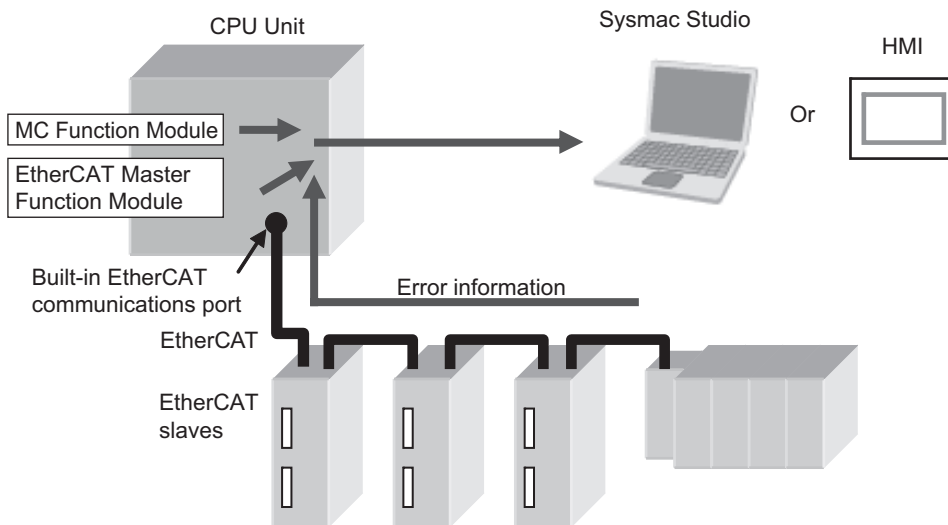 CPU Unit
Sysmac Studio
HMI
MC Function Module
EtherCAT Master
Function Module
Or
Built-in EtherCAT
communications port
Error information
EtherCAT
EtherCAT
slaves